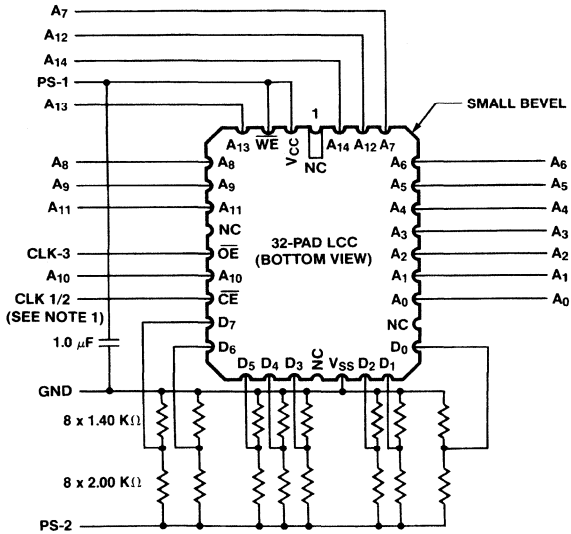 A7
A12
A14
PS-1
A13
1
SMALL BEVEL
A13 WE VCC NC A14 A12 A7
A8 A8 A6 A6
A9 A9 A5 A5
A11 A11 A4 A4
NC A3 A3
32-PAD LCC
(BOTTOM VIEW)
CLK-3 OE A2 A2
A10 A10 A1 A1
CLK 1/2 CE A0 A0
(SEE NOTE 1) D7 NC
1.0 μF D6 D0
D5 D4 D3 NC VSS D2 D1
GND
8 x 1.40 KΩ
8 x 2.00 KΩ
PS-2